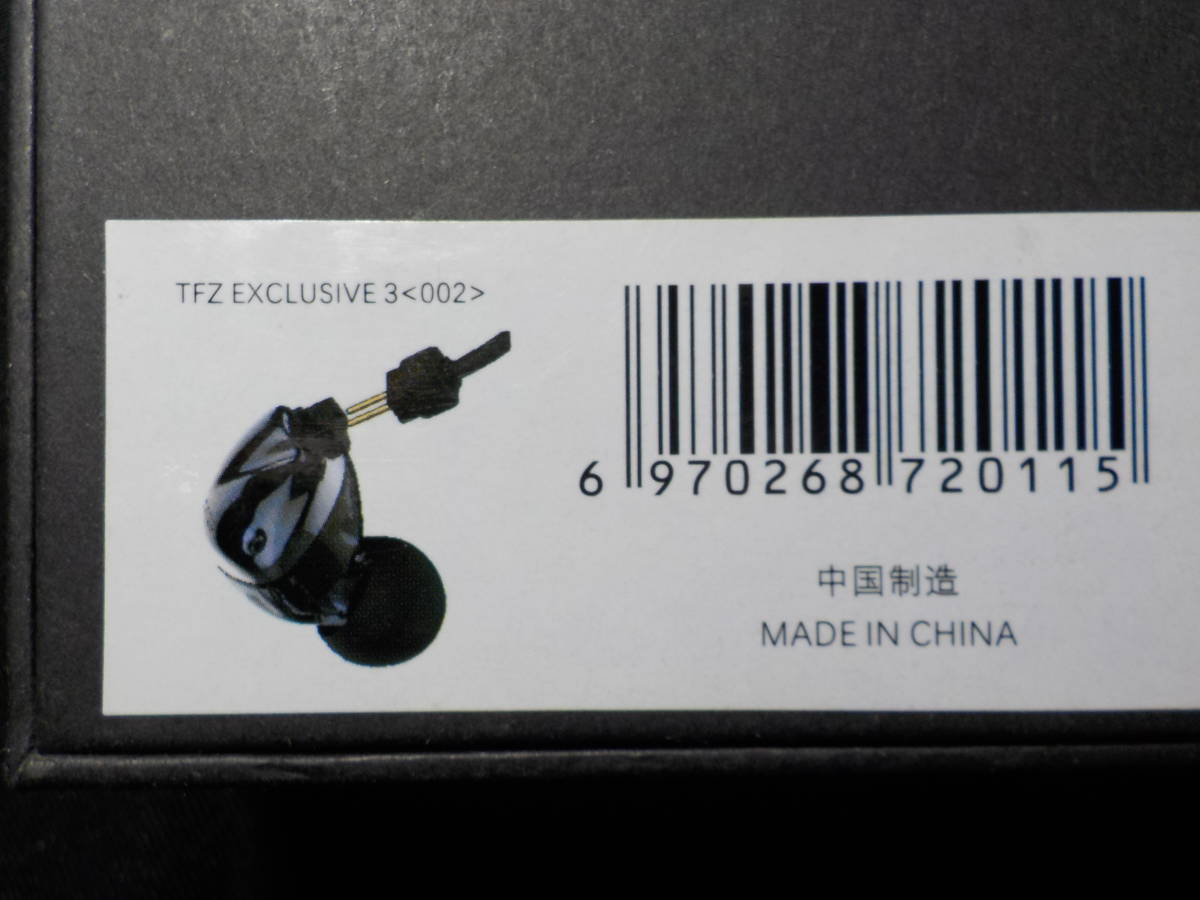 TFZ EXCLUSIVE 3<002>
6 970268 720115
中国制造
MADE IN CHINA